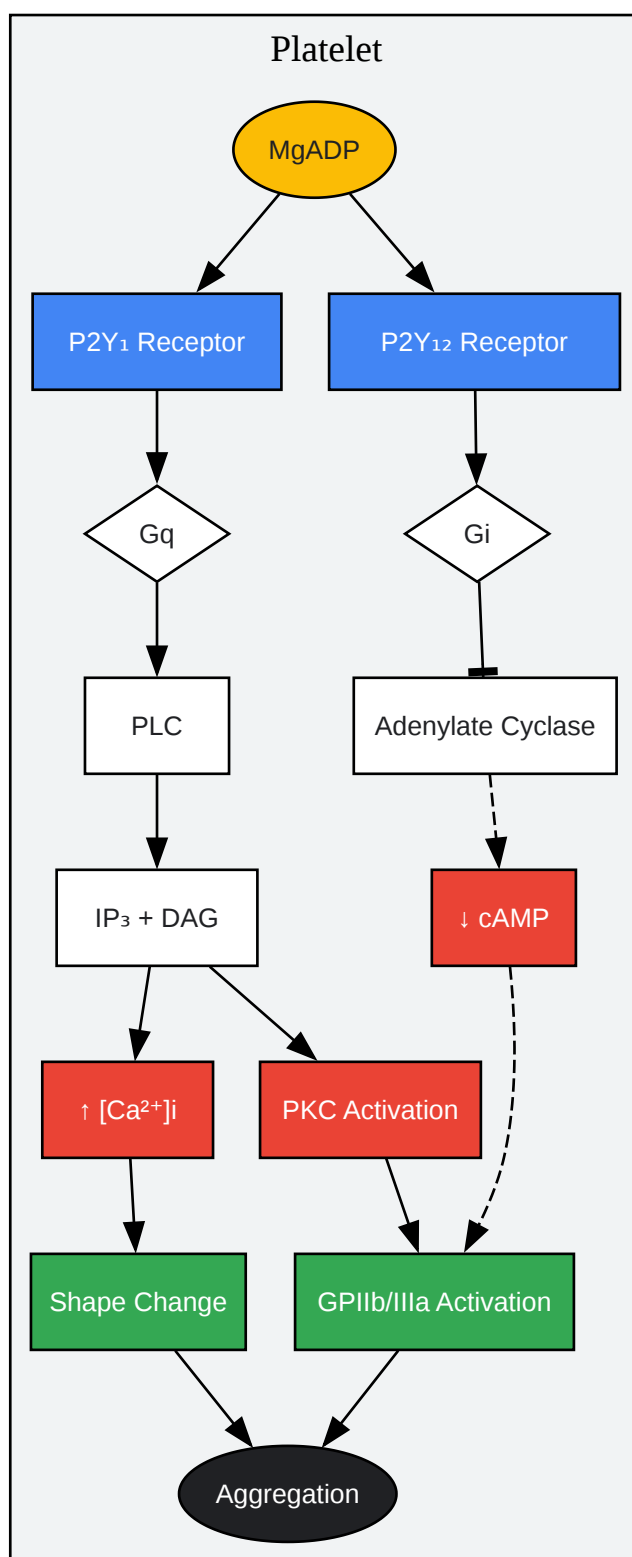 Platelet
MgADP
P2Y₁ Receptor
P2Y₁₂ Receptor
Gq
Gi
PLC
Adenylate Cyclase
IP₃ + DAG
↓ cAMP
↑ [Ca²⁺]i
PKC Activation
Shape Change
GPIIb/IIIa Activation
Aggregation